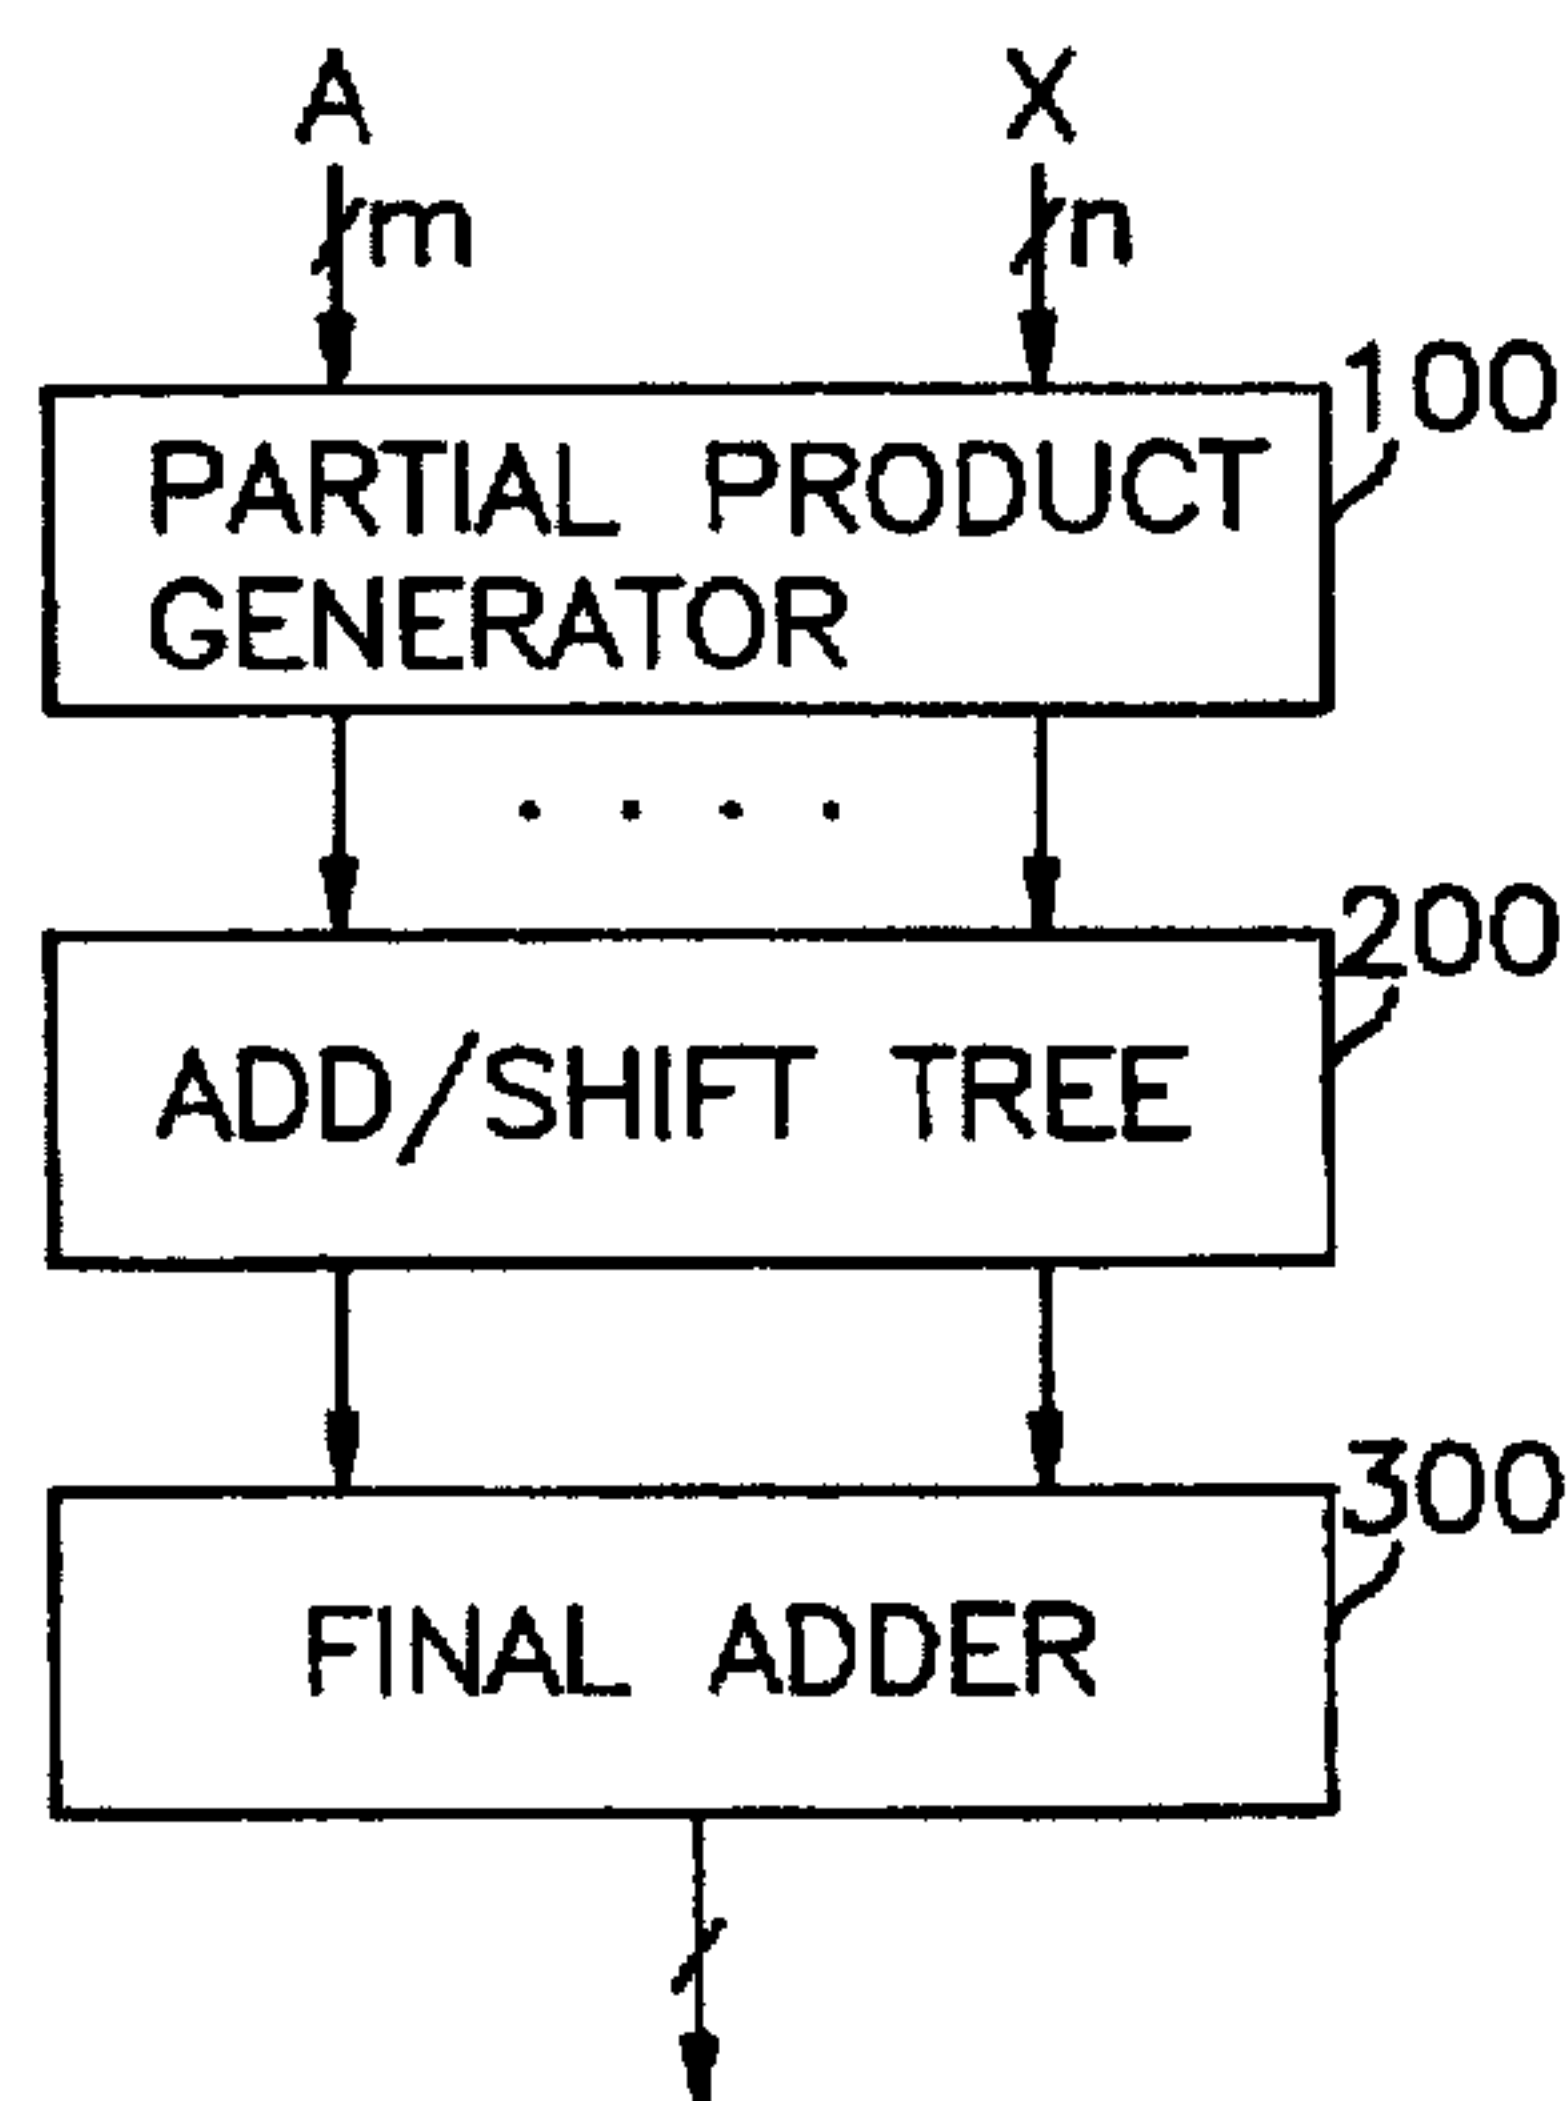 A X
m n
100
PARTIAL PRODUCT
GENERATOR
200
ADD/SHIFT TREE
300
FINAL ADDER